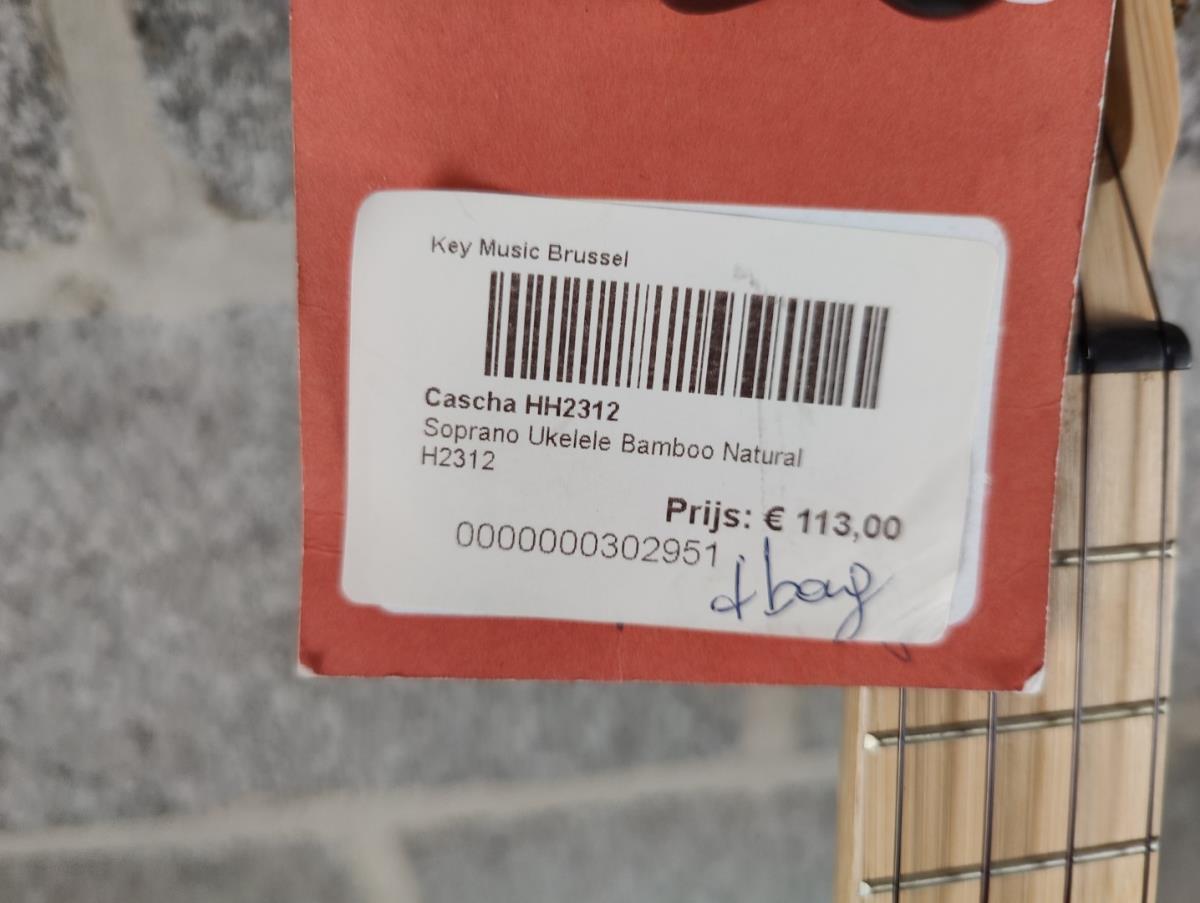 Key Music Brussel
Cascha HH2312
Soprano Ukelele Bamboo Natural
H2312
Prijs: € 113,00
0000000302951
+ bag